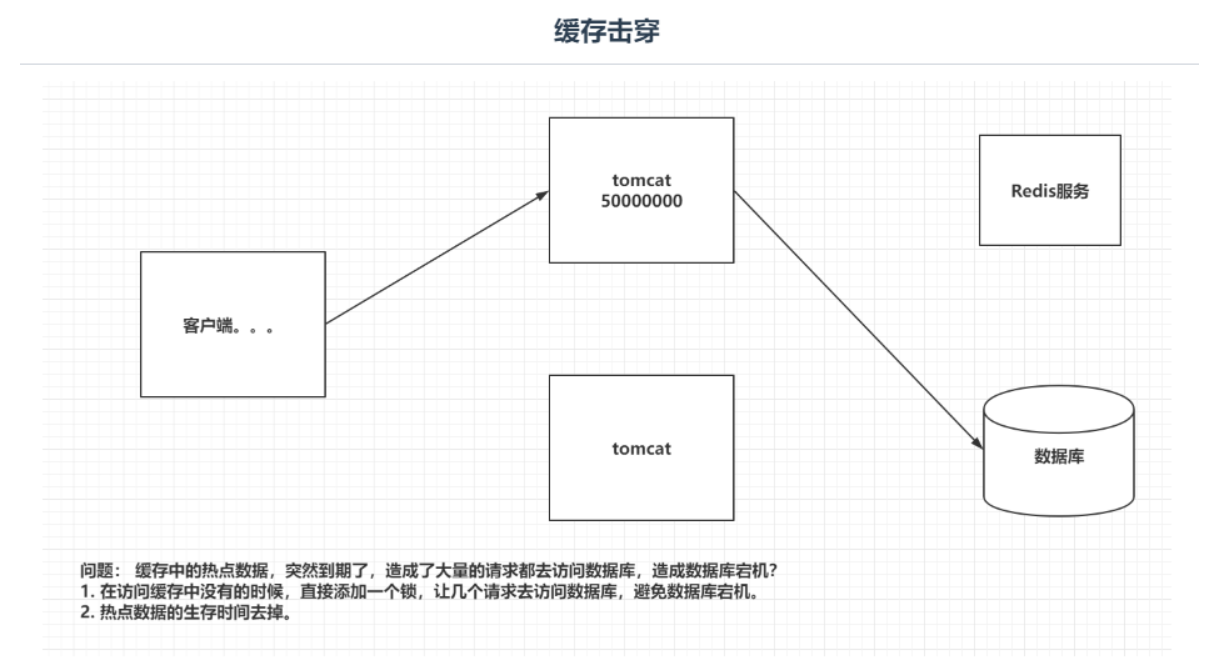 缓存击穿
tomcat
50000000
Redis服务
客户端。。。
tomcat
数据库
问题： 缓存中的热点数据，突然到期了，造成了大量的请求都去访问数据库，造成数据库宕机？
1. 在访问缓存中没有的时候，直接添加一个锁，让几个请求去访问数据库，避免数据库宕机。
2. 热点数据的生存时间去掉。